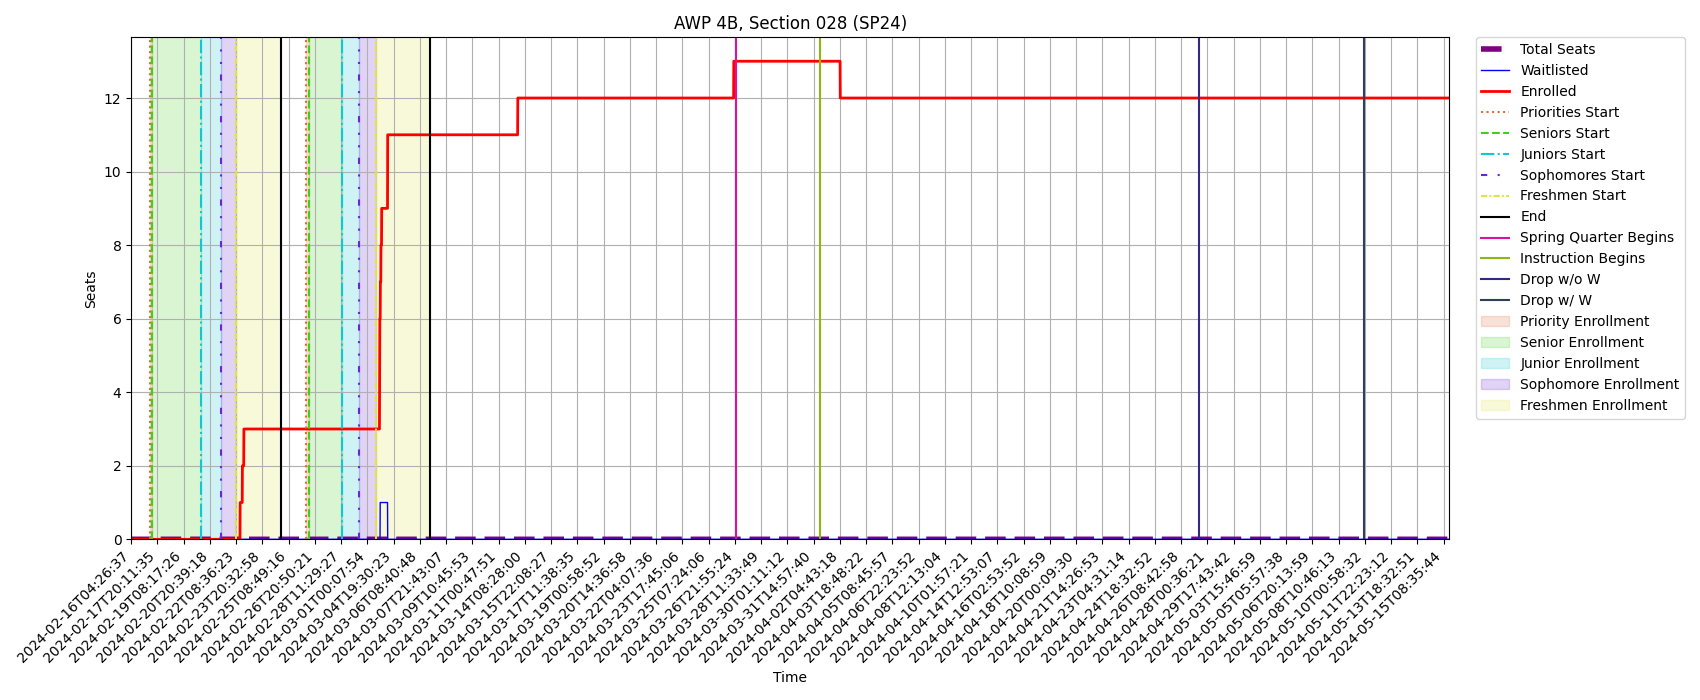 AWP 4B, Section 028 (SP24)
Seats
12
10
8
6
4
2
0
2024-02-16T04:26:37
2024-02-17T20:11:35
2024-02-19T08:17:26
2024-02-20T20:39:18
2024-02-22T08:36:23
2024-02-23T20:32:58
2024-02-25T08:49:16
2024-02-26T20:50:21
2024-02-28T11:29:27
2024-03-01T00:07:54
2024-03-04T19:30:23
2024-03-06T08:40:48
2024-03-07T21:43:07
2024-03-09T10:45:53
2024-03-11T00:47:51
2024-03-14T08:28:00
2024-03-15T22:08:27
2024-03-17T11:38:35
2024-03-19T00:58:52
2024-03-20T14:36:58
2024-03-22T04:07:36
2024-03-23T17:45:06
2024-03-25T07:24:06
2024-03-26T21:55:24
2024-03-28T11:33:49
2024-03-30T01:11:12
2024-03-31T14:57:40
2024-04-02T04:43:18
2024-04-03T18:48:22
2024-04-05T08:45:57
2024-04-06T22:23:52
2024-04-08T12:13:04
2024-04-10T01:57:21
2024-04-14T12:53:07
2024-04-16T02:53:52
2024-04-18T10:08:59
2024-04-20T00:09:30
2024-04-21T14:26:53
2024-04-23T04:31:14
2024-04-24T18:32:52
2024-04-26T08:42:58
2024-04-28T00:36:21
2024-04-29T17:43:42
2024-05-03T15:46:59
2024-05-05T05:57:38
2024-05-06T20:13:59
2024-05-08T10:46:13
2024-05-10T00:58:32
2024-05-11T22:23:12
2024-05-13T18:32:51
2024-05-15T08:35:44
Time
Total Seats
Waitlisted
Enrolled
Priorities Start
Seniors Start
Juniors Start
Sophomores Start
Freshmen Start
End
Spring Quarter Begins
Instruction Begins
Drop w/o W
Drop w/ W
Priority Enrollment
Senior Enrollment
Junior Enrollment
Sophomore Enrollment
Freshmen Enrollment